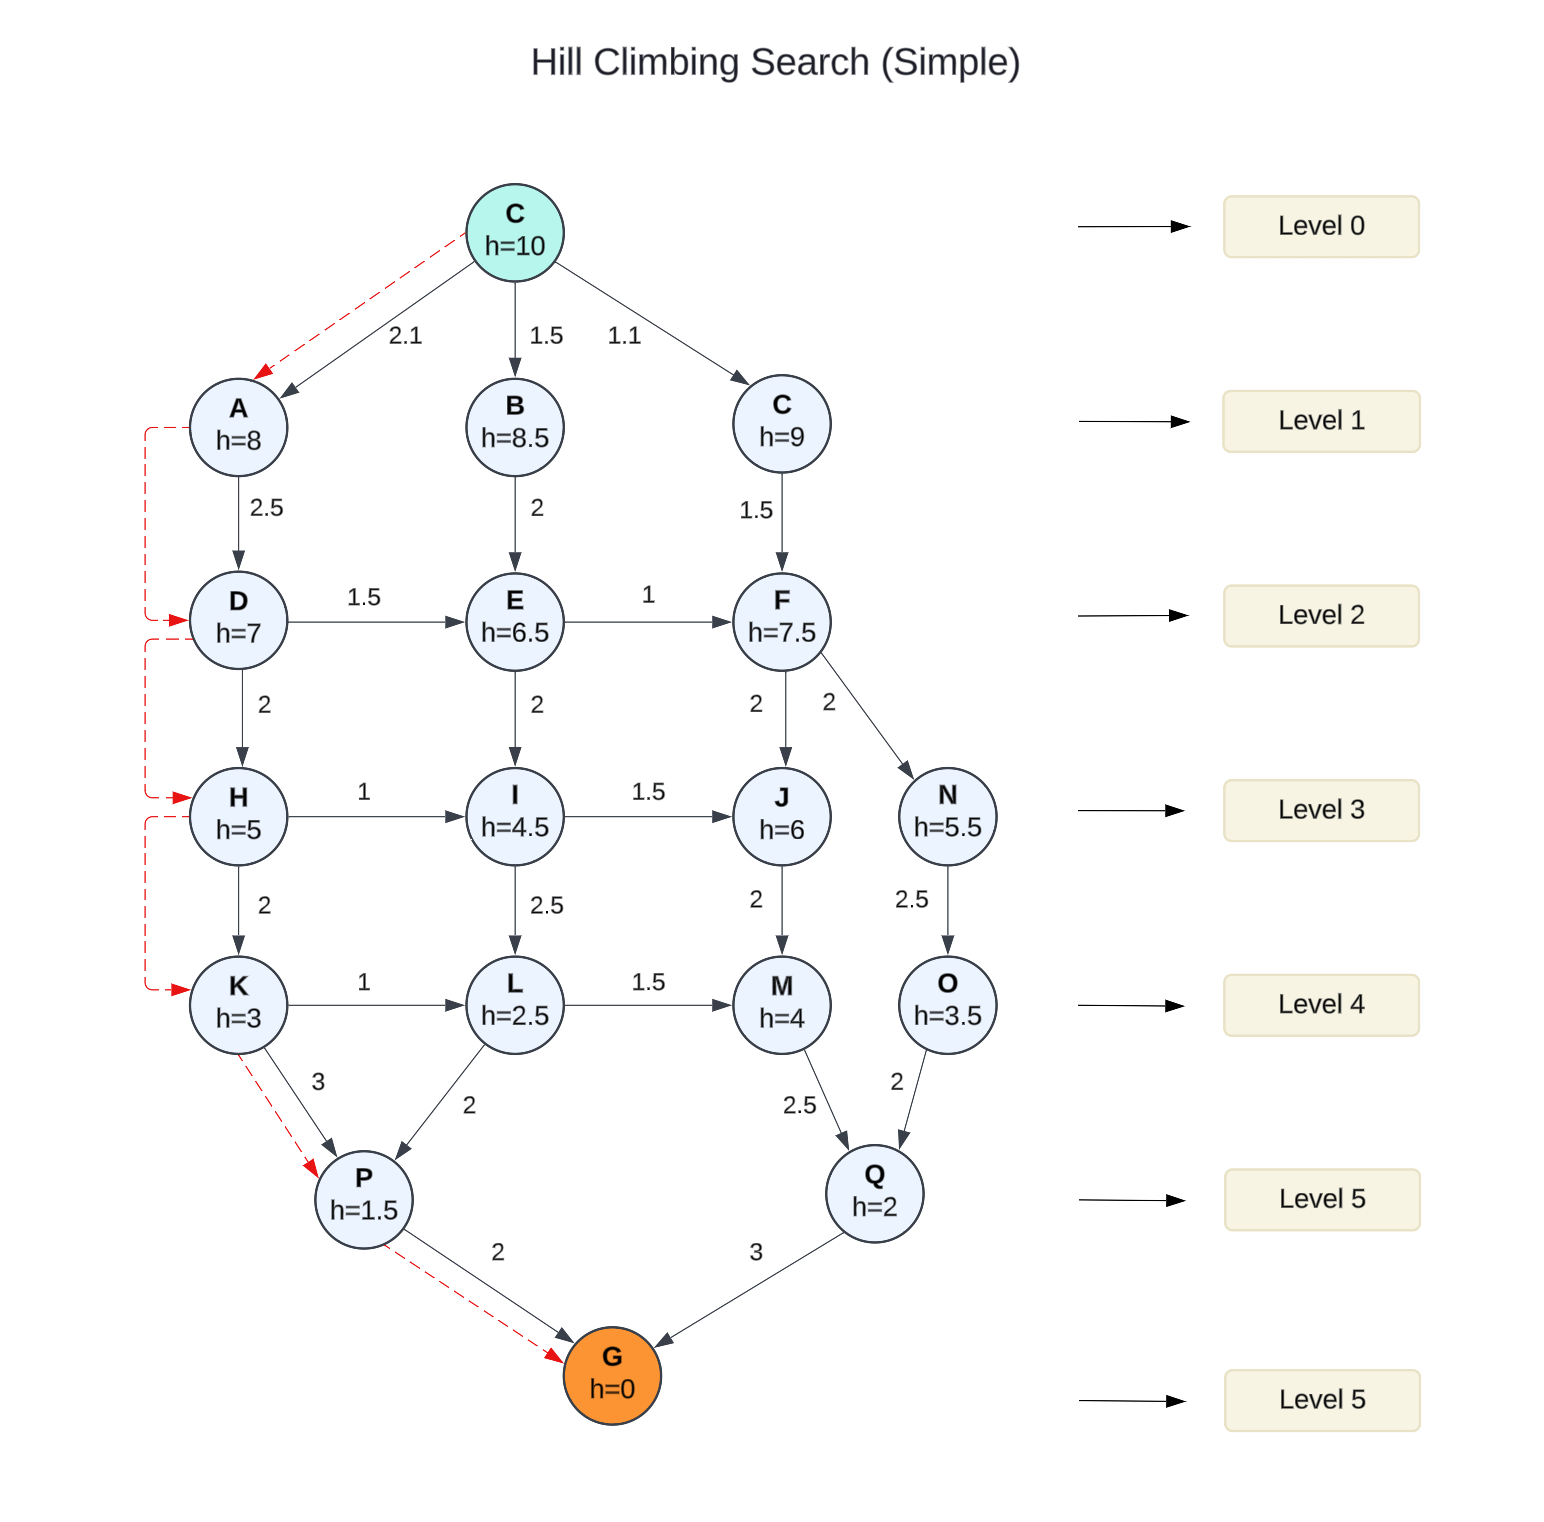 Hill Climbing Search (Simple)
C
h=10
Level 0
2.1
1.5
1.1
A
h=8
B
h=8.5
C
h=9
Level 1
2.5
2
1.5
D
h=7
1.5
E
h=6.5
1
F
h=7.5
Level 2
2
2
2
2
H
h=5
1
I
h=4.5
1.5
J
h=6
N
h=5.5
Level 3
2
2.5
2
2.5
K
h=3
1
L
h=2.5
1.5
M
h=4
O
h=3.5
Level 4
3
2
2.5
2
P
h=1.5
Q
h=2
Level 5
2
3
G
h=0
Level 5